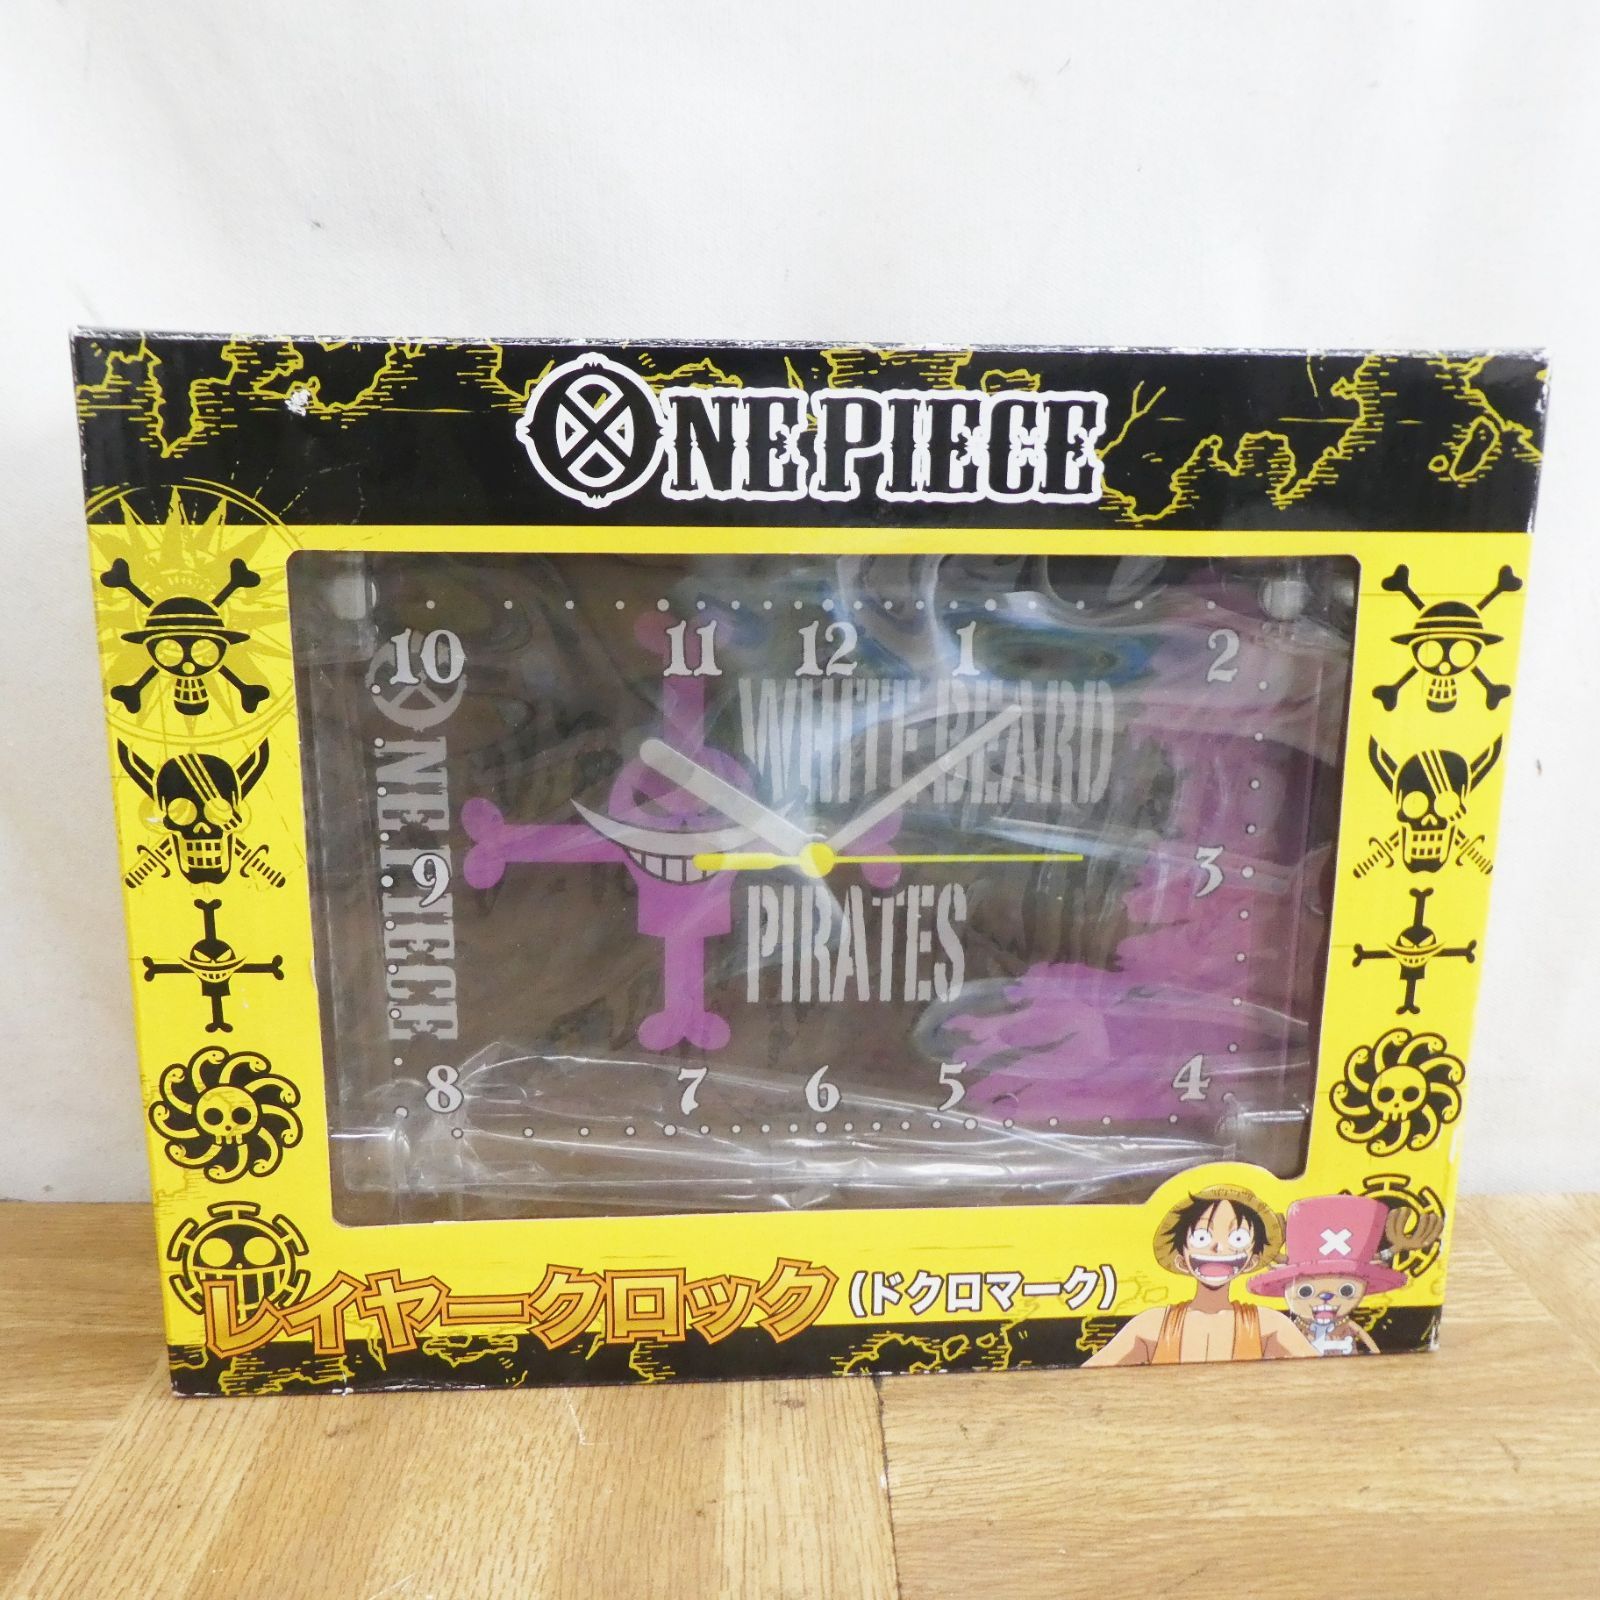 ONE PIECE
10 11 12 1 2
WHITE BEARD
ONE PIECE
9 3
PIRATES
8 7 6 5 4
レイヤークロック (ドクロマーク)